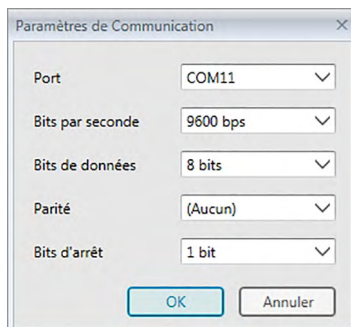 Paramètres de Communication
Port COM11
Bits par seconde 9600 bps
Bits de données 8 bits
Parité (Aucun)
Bits d'arrêt 1 bit
OK Annuler